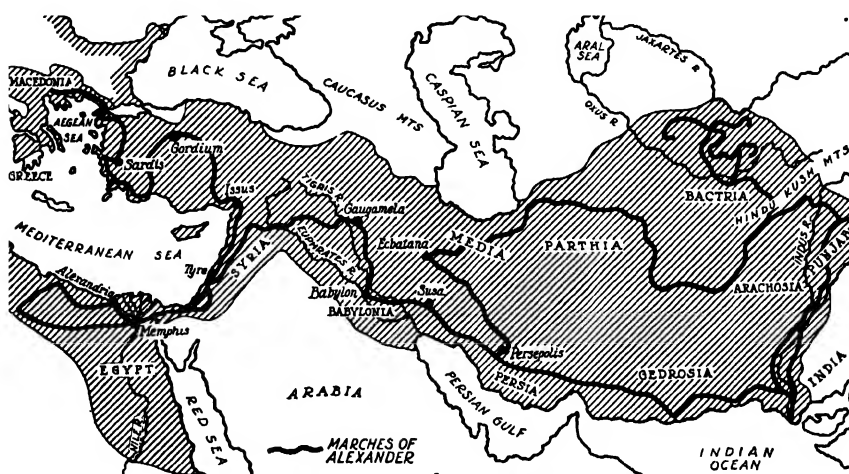 BLACK SEA
CAUCASUS MTS
CASPIAN SEA
ARAL SEA
JAXARTES R
OXUS R.
MACEDONIA
AEGEAN SEA
GREECE
Sardis
Gordium
Issus
TIGRIS R.
Gaugamela
EUPHRATES R.
SYRIA
MEDITERRANEAN SEA
Tyre
Alexandria
Memphis
EGYPT
NILE R.
RED SEA
ARABIA
Babylon
BABYLONIA
Ecbatana
MEDIA
Susa
Persepolis
PERSIA
PERSIAN GULF
PARTHIA
BACTRIA
HINDU KUSH MTS
INDUS R.
PUNJAB
ARACHOSIA
GEDROSIA
INDIA
INDIAN OCEAN
MARCHES OF
ALEXANDER